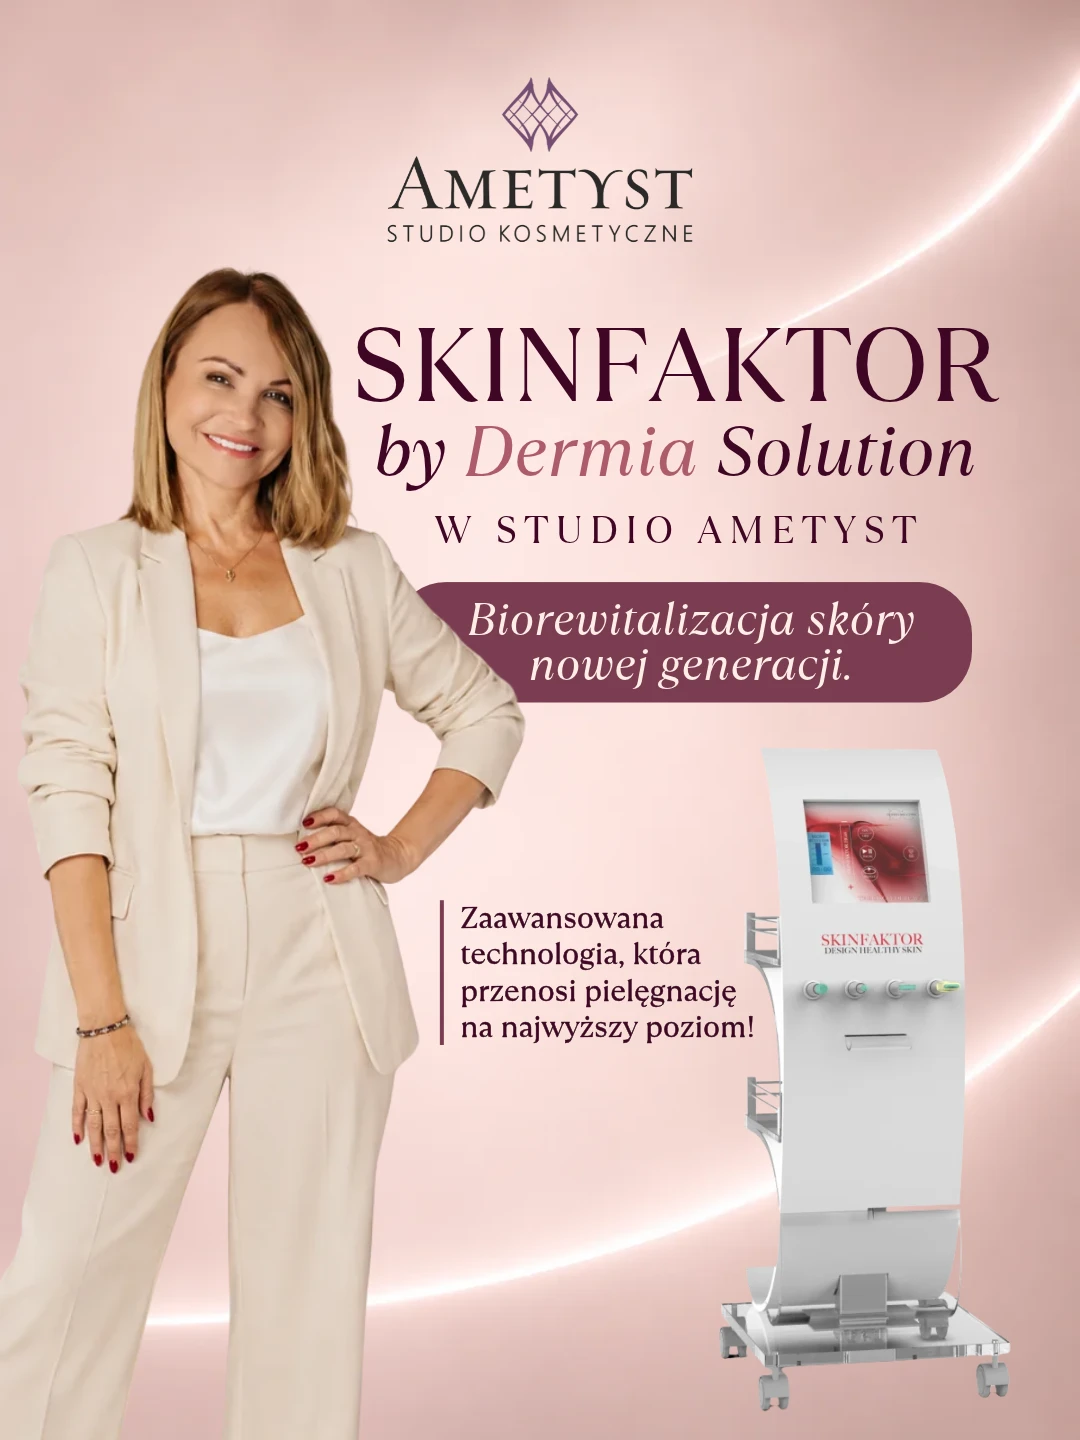 AMETYST
STUDIO KOSMETYCZNE
SKINFAKTOR
by Dermia Solution
W STUDIO AMETYST
Biorewitalizacja skóry
nowej generacji.
Zaawansowana
technologia, która
przenosi pielęgnację
na najwyższy poziom!
SKINFAKTOR
DESIGN HEALTHY SKIN